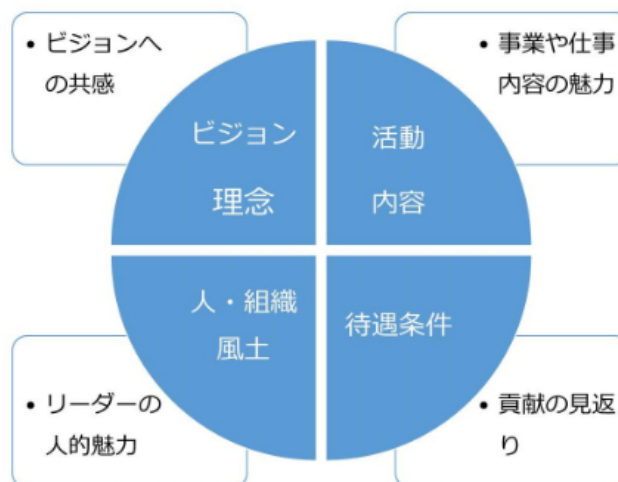 • ビジョンへ
の共感
• 事業や仕事
内容の魅力
ビジョン
理念
活動
内容
人・組織
風土
待遇条件
• リーダーの
人的魅力
• 貢献の見返
り